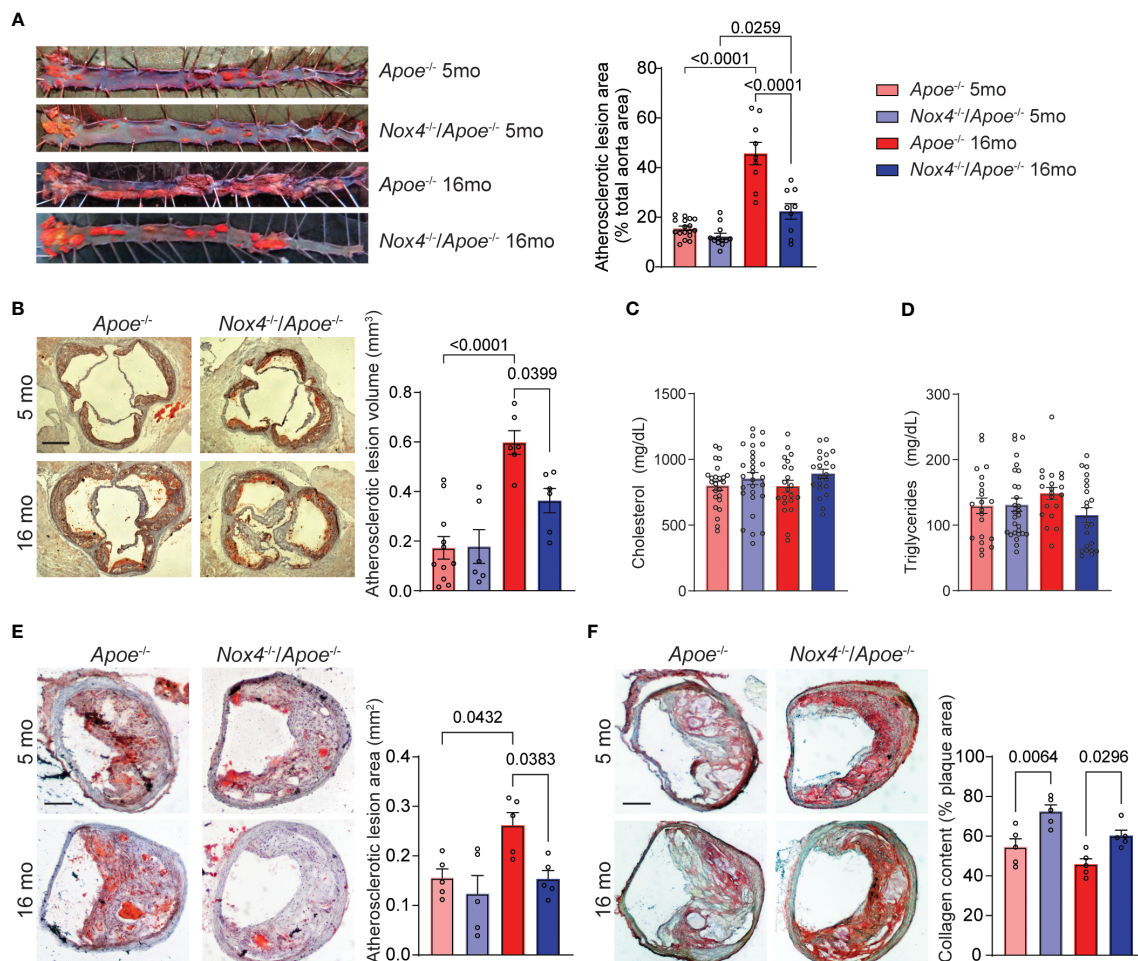 A
Apoe-/- 5mo
Nox4-/-/Apoe-/- 5mo
Apoe-/- 16mo
Nox4-/-/Apoe-/- 16mo
Atherosclerotic lesion area
(% total aorta area)
80
60
40
20
0
0.0259
<0.0001
<0.0001
Apoe-/- 5mo
Nox4-/-/Apoe-/- 5mo
Apoe-/- 16mo
Nox4-/-/Apoe-/- 16mo
B
Apoe-/-
Nox4-/-/Apoe-/-
5 mo
16 mo
Atherosclerotic lesion volume (mm³)
0.8
0.6
0.4
0.2
0.0
<0.0001
0.0399
C
Cholesterol (mg/dL)
1500
1000
500
0
D
Triglycerides (mg/dL)
300
200
100
0
E
Apoe-/-
Nox4-/-/Apoe-/-
5 mo
16 mo
Atherosclerotic lesion area (mm²)
0.4
0.3
0.2
0.1
0.0
0.0432
0.0383
F
Apoe-/-
Nox4-/-/Apoe-/-
5 mo
16 mo
Collagen content (% plaque area)
100
80
60
40
20
0
0.0064
0.0296